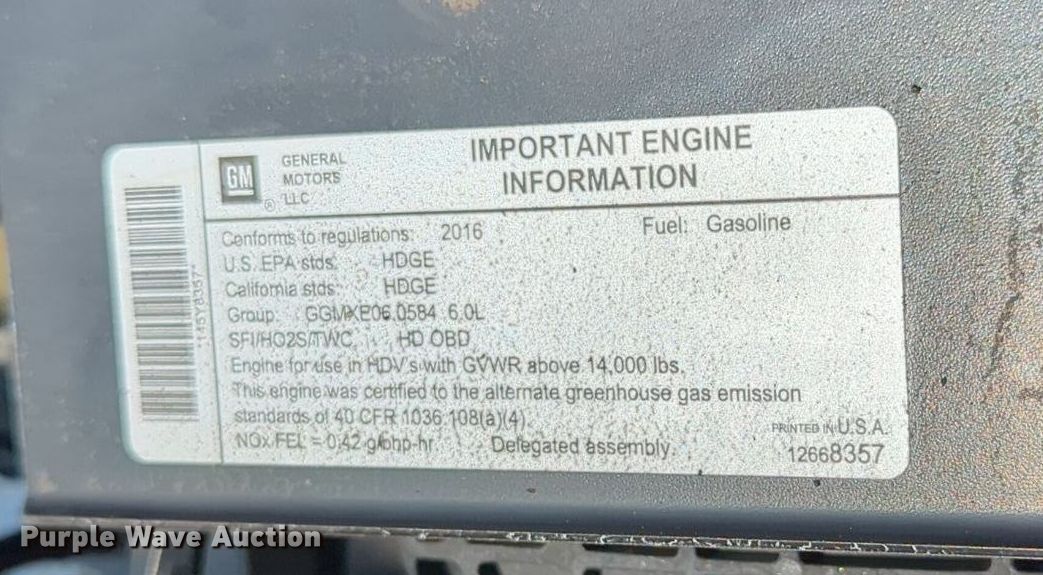 GM
®
GENERAL
MOTORS
LLC
IMPORTANT ENGINE
INFORMATION
Conforms to regulations: 2016 Fuel: Gasoline
U.S. EPA stds: HDGE
California stds: HDGE
Group: GGMXE06.0584 6.0L
SFI/HO2S/TWC, HD OBD
Engine for use in HDV's with GVWR above 14,000 lbs.
This engine was certified to the alternate greenhouse gas emission
standards of 40 CFR 1036.108(a)(4).
NOx FEL = 0.42 g/bhp-hr. Delegated assembly.
PRINTED IN U.S.A.
12668357
Purple Wave Auction